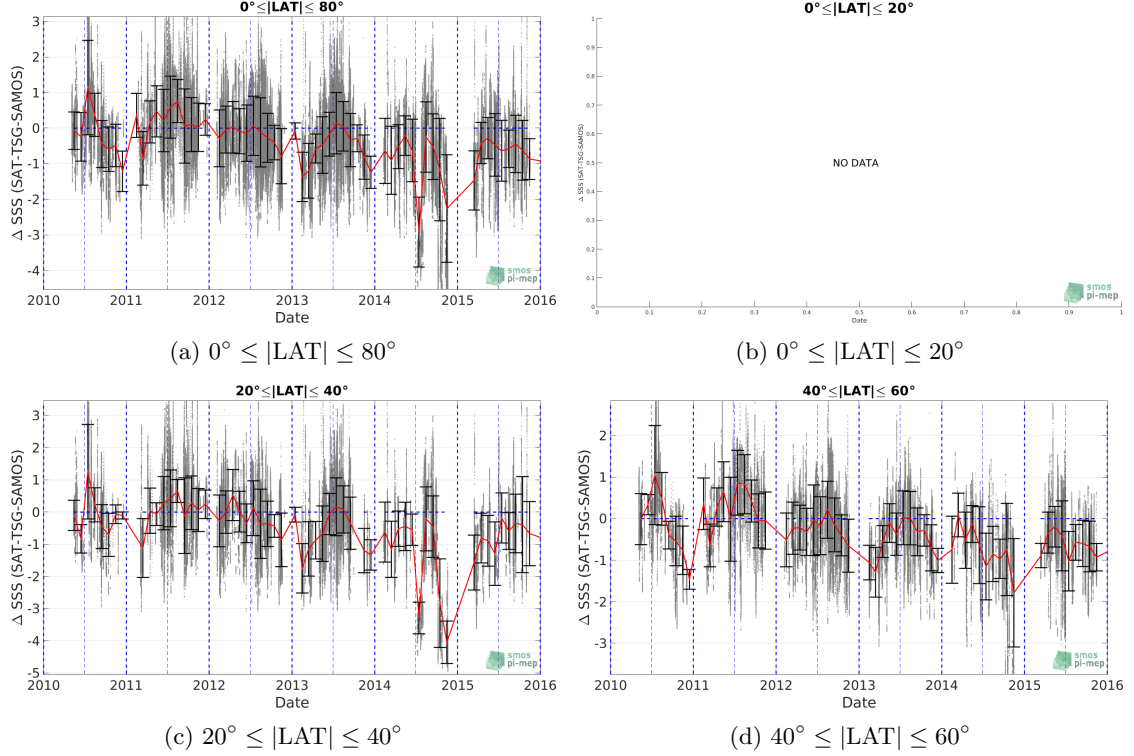 0°≤|LAT|≤ 80°
Δ SSS (SAT-TSG-SAMOS)
3
2
1
0
-1
-2
-3
-4
2010 2011 2012 2013 2014 2015 2016
Date
smos
pi-mep
(a) 0° ≤ |LAT| ≤ 80°
0°≤|LAT|≤ 20°
Δ SSS (SAT-TSG-SAMOS)
1
0.9
0.8
0.7
0.6
0.5
0.4
0.3
0.2
0.1
0
NO DATA
0 0.1 0.2 0.3 0.4 0.5 0.6 0.7 0.8 0.9 1
Date
smos
pi-mep
(b) 0° ≤ |LAT| ≤ 20°
20°≤|LAT|≤ 40°
Δ SSS (SAT-TSG-SAMOS)
3
2
1
0
-1
-2
-3
-4
-5
2010 2011 2012 2013 2014 2015 2016
Date
smos
pi-mep
(c) 20° ≤ |LAT| ≤ 40°
40°≤|LAT|≤ 60°
Δ SSS (SAT-TSG-SAMOS)
2
1
0
-1
-2
-3
2010 2011 2012 2013 2014 2015 2016
Date
smos
pi-mep
(d) 40° ≤ |LAT| ≤ 60°